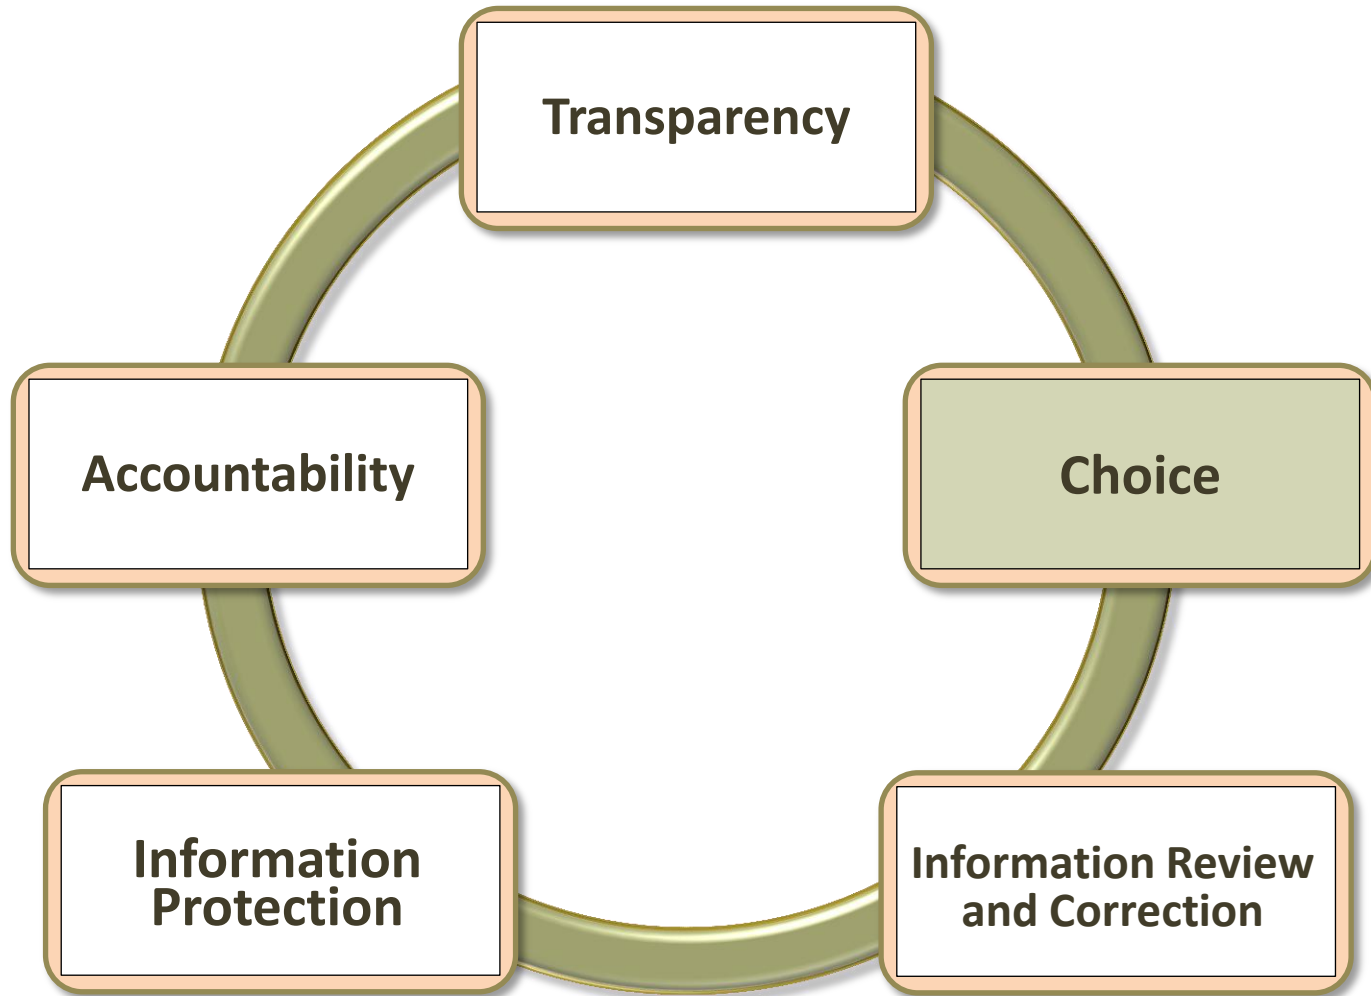 Transparency
Accountability
Choice
Information
Protection
Information Review
and Correction